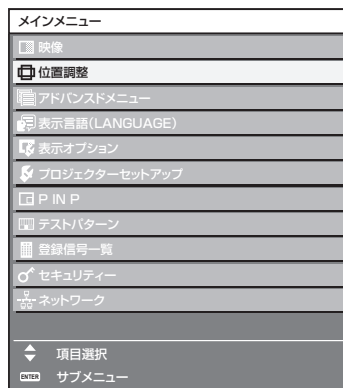 メインメニュー
映像
位置調整
アドバンスドメニュー
表示言語(LANGUAGE)
表示オプション
プロジェクターセットアップ
P IN P
テストパターン
登録信号一覧
セキュリティー
ネットワーク
項目選択
ENTER サブメニュー